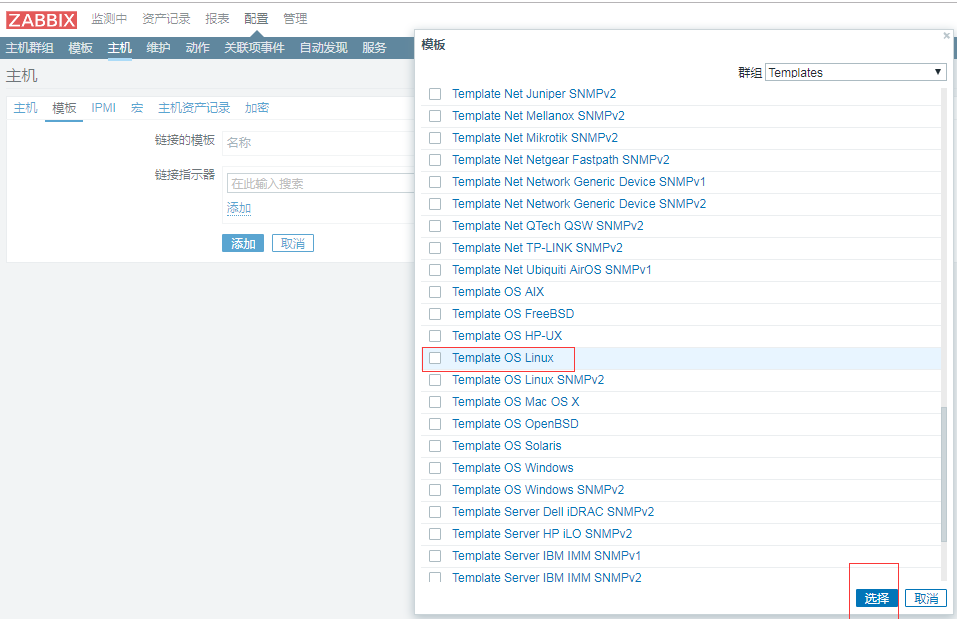 ZABBIX 监测中 资产记录 报表 配置 管理
主机群组 模板 主机 维护 动作 关联项事件 自动发现 服务
主机
主机 模板 IPMI 宏 主机资产记录 加密
链接的模板 名称
链接指示器 在此输入搜索
添加
添加 取消
模板
群组 Templates
Template Net Juniper SNMPv2
Template Net Mellanox SNMPv2
Template Net Mikrotik SNMPv2
Template Net Netgear Fastpath SNMPv2
Template Net Network Generic Device SNMPv1
Template Net Network Generic Device SNMPv2
Template Net QTech QSW SNMPv2
Template Net TP-LINK SNMPv2
Template Net Ubiquiti AirOS SNMPv1
Template OS AIX
Template OS FreeBSD
Template OS HP-UX
Template OS Linux
Template OS Linux SNMPv2
Template OS Mac OS X
Template OS OpenBSD
Template OS Solaris
Template OS Windows
Template OS Windows SNMPv2
Template Server Dell iDRAC SNMPv2
Template Server HP iLO SNMPv2
Template Server IBM IMM SNMPv1
Template Server IBM IMM SNMPv2
选择 取消